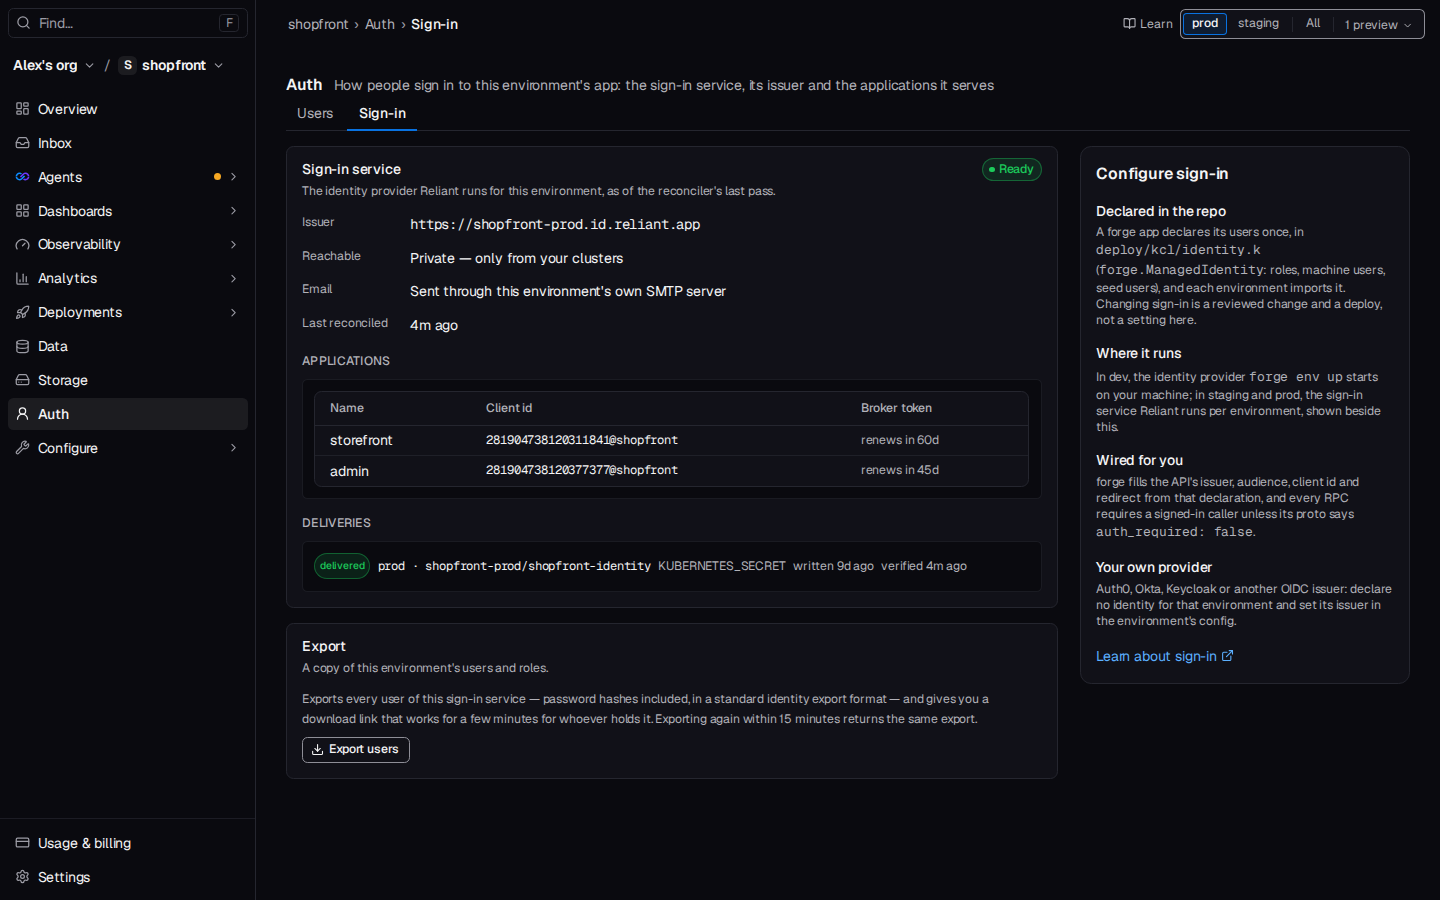 Find...
F
Alex's org / S shopfront
Overview
Inbox
Agents
Dashboards
Observability
Analytics
Deployments
Data
Storage
Auth
Configure
Usage & billing
Settings
shopfront › Auth › Sign-in
Learn
prod
staging
All
1 preview
Auth How people sign in to this environment's app: the sign-in service, its issuer and the applications it serves
Users
Sign-in
Sign-in service
Ready
The identity provider Reliant runs for this environment, as of the reconciler's last pass.
Issuer https://shopfront-prod.id.reliant.app
Reachable Private — only from your clusters
Email Sent through this environment's own SMTP server
Last reconciled 4m ago
APPLICATIONS
Name Client id Broker token
storefront 281904738120311841@shopfront renews in 60d
admin 281904738120377377@shopfront renews in 45d
DELIVERIES
delivered prod · shopfront-prod/shopfront-identity KUBERNETES_SECRET written 9d ago verified 4m ago
Export
A copy of this environment's users and roles.
Exports every user of this sign-in service — password hashes included, in a standard identity export format — and gives you a
download link that works for a few minutes for whoever holds it. Exporting again within 15 minutes returns the same export.
Export users
Configure sign-in
Declared in the repo
A forge app declares its users once, in
deploy/kcl/identity.k
(forge.ManagedIdentity: roles, machine users,
seed users), and each environment imports it.
Changing sign-in is a reviewed change and a deploy,
not a setting here.
Where it runs
In dev, the identity provider forge env up starts
on your machine; in staging and prod, the sign-in
service Reliant runs per environment, shown beside
this.
Wired for you
forge fills the API's issuer, audience, client id and
redirect from that declaration, and every RPC
requires a signed-in caller unless its proto says
auth_required: false.
Your own provider
Auth0, Okta, Keycloak or another OIDC issuer: declare
no identity for that environment and set its issuer in
the environment's config.
Learn about sign-in